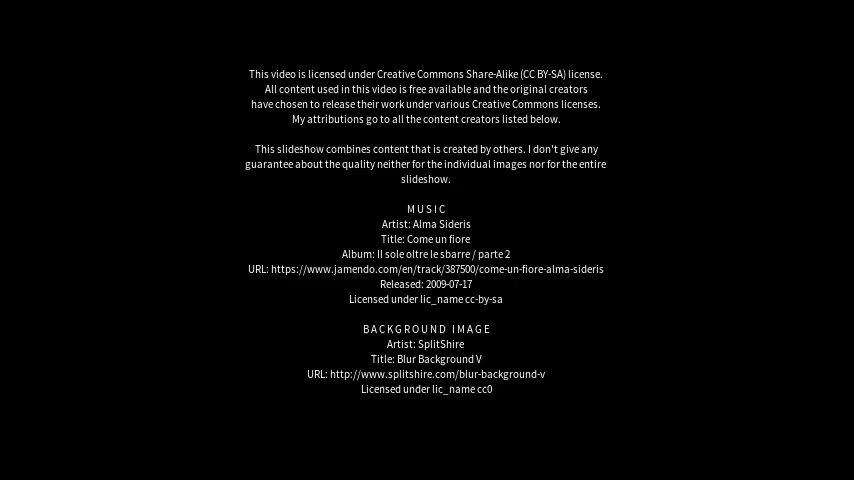 This video is licensed under Creative Commons Share-Alike (CC BY-SA) license.
All content used in this video is free available and the original creators
have chosen to release their work under various Creative Commons licenses.
My attributions go to all the content creators listed below.
This slideshow combines content that is created by others. I don't give any
guarantee about the quality neither for the individual images nor for the entire
slideshow.
MUSIC
Artist: Alma Sideris
Title: Come un fiore
Album: Il sole oltre le sbarre / parte 2
URL: https://www.jamendo.com/en/track/387500/come-un-fiore-alma-sideris
Released: 2009-07-17
Licensed under lic_name cc-by-sa
BACKGROUND IMAGE
Artist: SplitShire
Title: Blur Background V
URL: http://www.splitshire.com/blur-background-v
Licensed under lic_name cc0